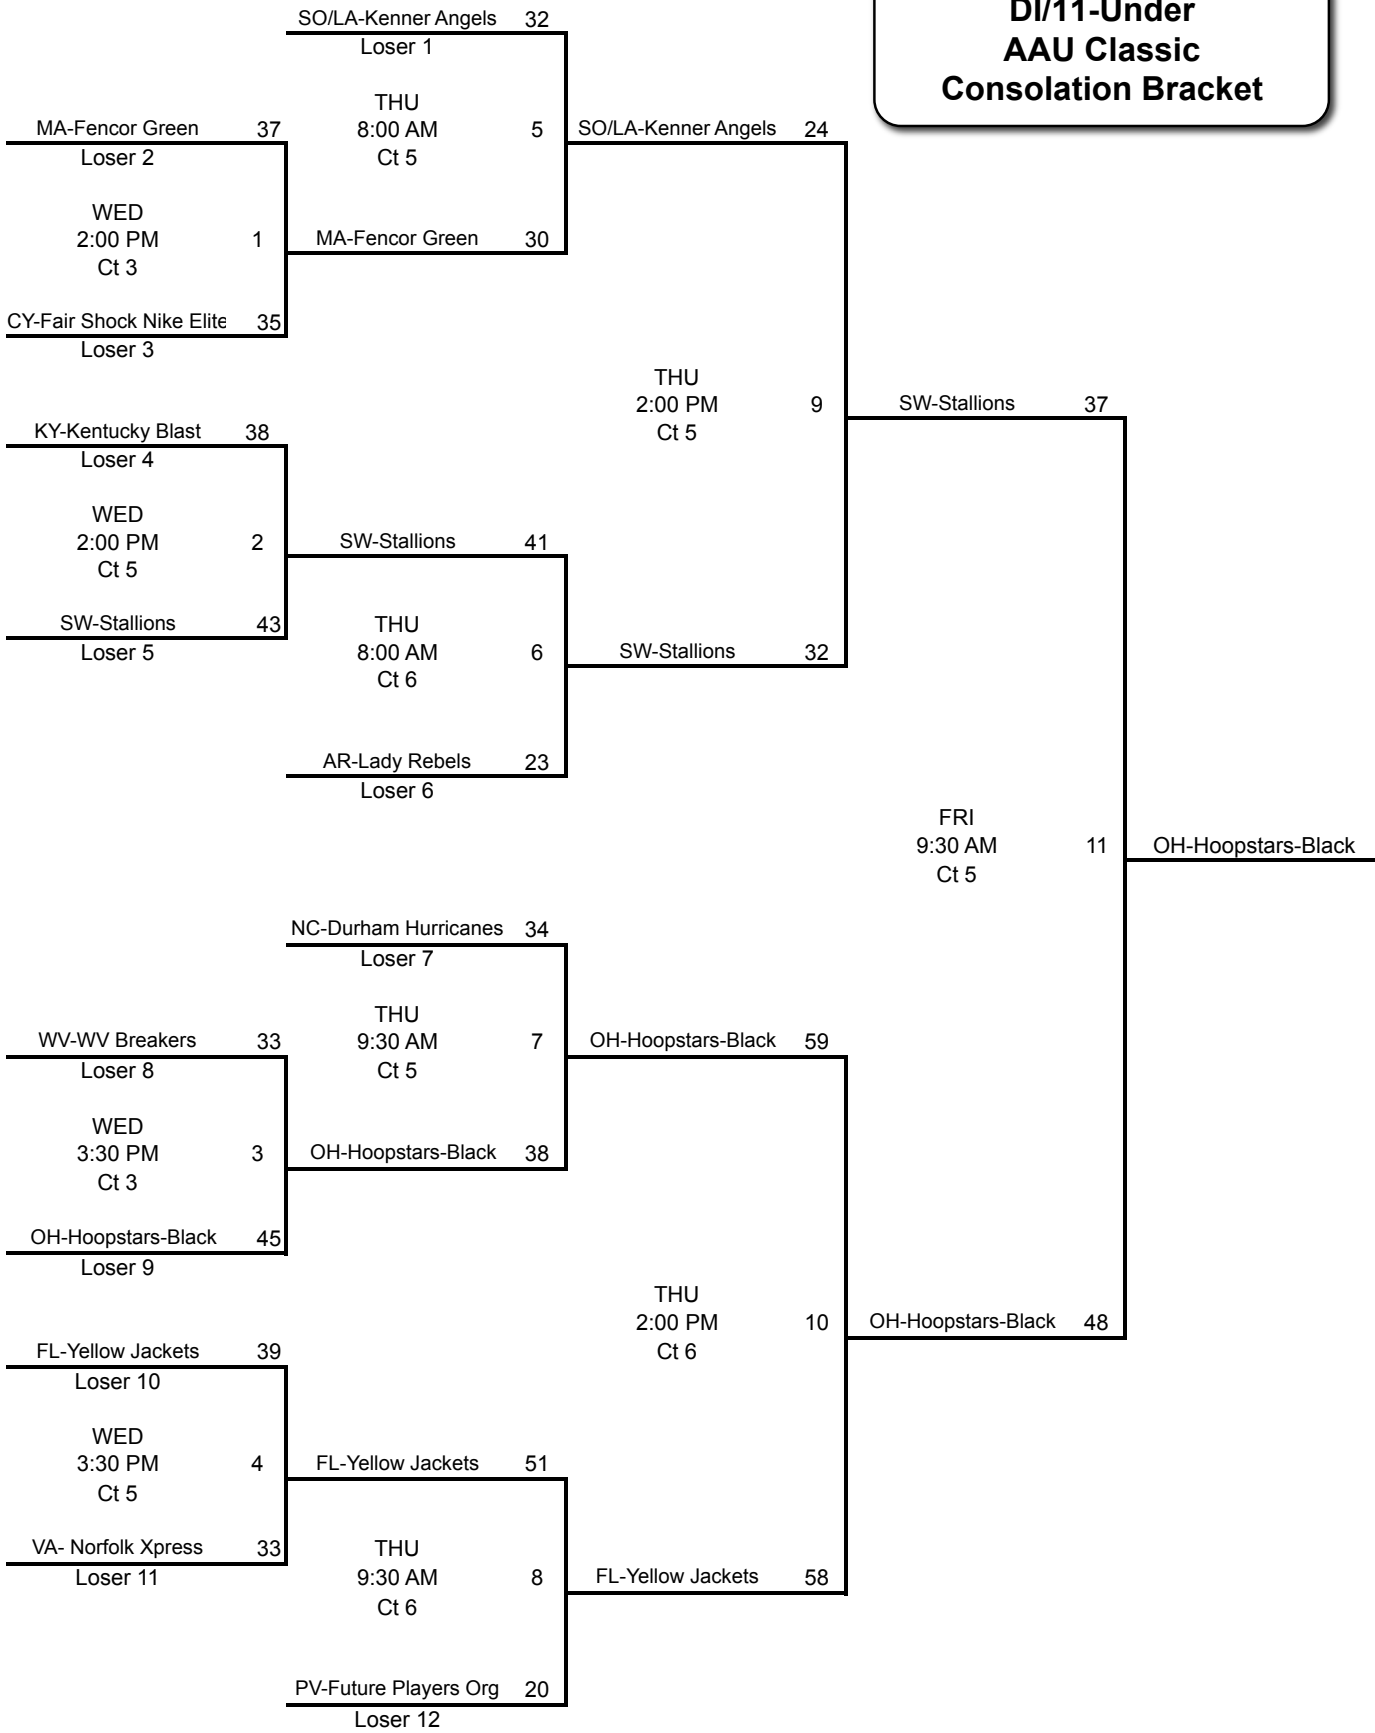 DI/11-Under
AAU Classic
Consolation Bracket
SO/LA-Kenner Angels 32
Loser 1
THU
8:00 AM 5
Ct 5
MA-Fencor Green 37
Loser 2
SO/LA-Kenner Angels 24
WED
2:00 PM 1
Ct 3
MA-Fencor Green 30
CY-Fair Shock Nike Elite 35
Loser 3
THU
2:00 PM 9
Ct 5
SW-Stallions 37
KY-Kentucky Blast 38
Loser 4
WED
2:00 PM 2
Ct 5
SW-Stallions 41
SW-Stallions 43
Loser 5
THU
8:00 AM 6
Ct 6
SW-Stallions 32
AR-Lady Rebels 23
Loser 6
FRI
9:30 AM 11
Ct 5
OH-Hoopstars-Black
NC-Durham Hurricanes 34
Loser 7
THU
9:30 AM 7
Ct 5
WV-WV Breakers 33
Loser 8
OH-Hoopstars-Black 59
WED
3:30 PM 3
Ct 3
OH-Hoopstars-Black 38
OH-Hoopstars-Black 45
Loser 9
THU
2:00 PM 10
Ct 6
OH-Hoopstars-Black 48
FL-Yellow Jackets 39
Loser 10
WED
3:30 PM 4
Ct 5
FL-Yellow Jackets 51
VA- Norfolk Xpress 33
Loser 11
THU
9:30 AM 8
Ct 6
FL-Yellow Jackets 58
PV-Future Players Org 20
Loser 12